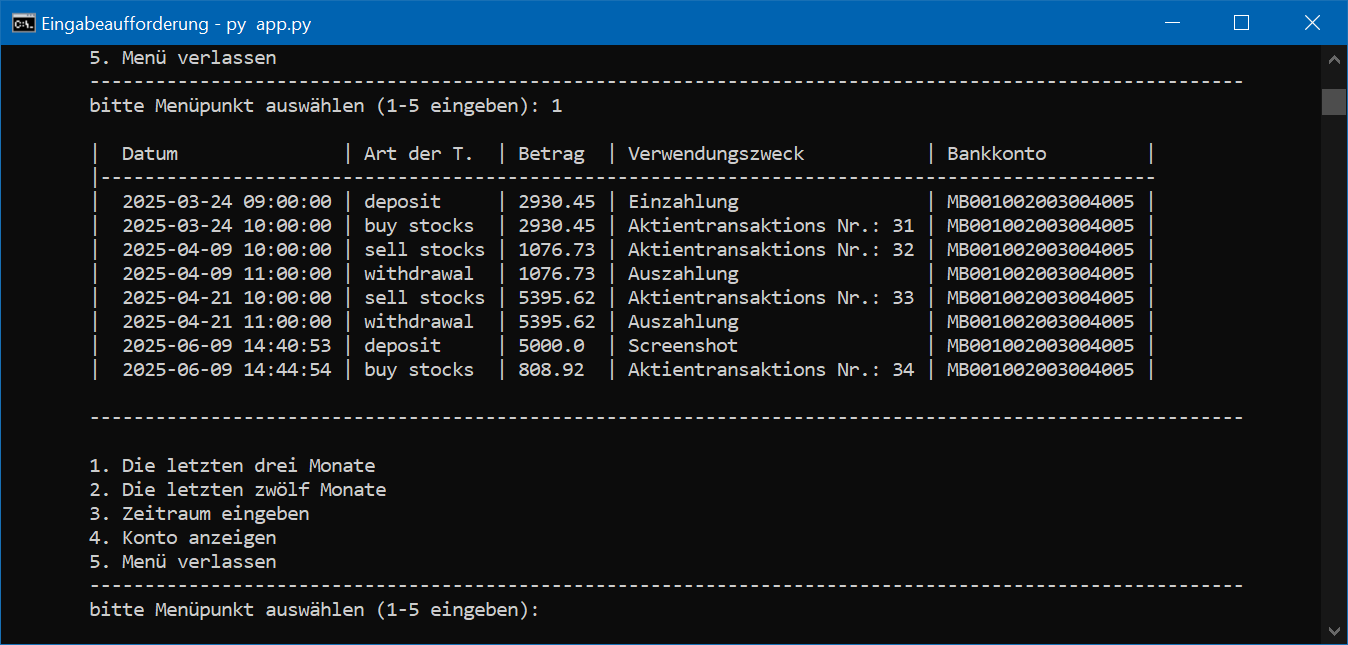 Eingabeaufforderung - py  app.py
5. Menü verlassen
---------------------------------------------------------------------------------------------------------
bitte Menüpunkt auswählen (1-5 eingeben): 1
|  Datum               | Art der T.  | Betrag  | Verwendungszweck           | Bankkonto         |
|------------------------------------------------------------------------------------------------
|  2025-03-24 09:00:00 | deposit     | 2930.45 | Einzahlung                 | MB001002003004005 |
|  2025-03-24 10:00:00 | buy stocks  | 2930.45 | Aktientransaktions Nr.: 31 | MB001002003004005 |
|  2025-04-09 10:00:00 | sell stocks | 1076.73 | Aktientransaktions Nr.: 32 | MB001002003004005 |
|  2025-04-09 11:00:00 | withdrawal  | 1076.73 | Auszahlung                 | MB001002003004005 |
|  2025-04-21 10:00:00 | sell stocks | 5395.62 | Aktientransaktions Nr.: 33 | MB001002003004005 |
|  2025-04-21 11:00:00 | withdrawal  | 5395.62 | Auszahlung                 | MB001002003004005 |
|  2025-06-09 14:40:53 | deposit     | 5000.0  | Screenshot                 | MB001002003004005 |
|  2025-06-09 14:44:54 | buy stocks  | 808.92  | Aktientransaktions Nr.: 34 | MB001002003004005 |
---------------------------------------------------------------------------------------------------------
1. Die letzten drei Monate
2. Die letzten zwölf Monate
3. Zeitraum eingeben
4. Konto anzeigen
5. Menü verlassen
---------------------------------------------------------------------------------------------------------
bitte Menüpunkt auswählen (1-5 eingeben):